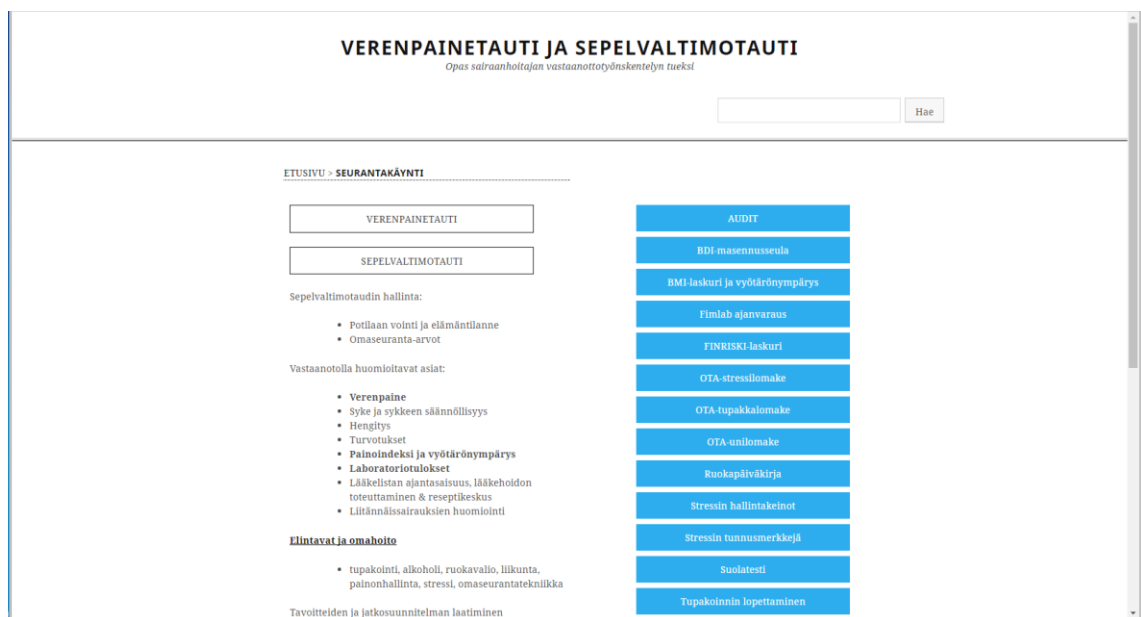 VERENPAINETAUTI JA SEPELVALTIMOTAUTI
Opas sairaanhoitajan vastaanottotyönskentelyn tueksi
Hae
ETUSIVU > SEURANTAKÄYNTI
VERENPAINETAUTI
SEPELVALTIMOTAUTI
Sepelvaltimotaudin hallinta:
• Potilaan vointi ja elämäntilanne
• Omaseuranta-arvot
Vastaanotolla huomioitavat asiat:
• Verenpaine
• Syke ja sykkeen säännöllisyys
• Hengitys
• Turvotukset
• Painoindeksi ja vyötärönympärys
• Laboratoriotulokset
• Lääkelistan ajantasaisuus, lääkehoidon
toteuttaminen & reseptikeskus
• Liitännäissairauksien huomiointi
Elintavat ja omahoito
• tupakointi, alkoholi, ruokavalio, liikunta,
painonhallinta, stressi, omaseurantatekniikka
Tavoitteiden ja jatkosuunnitelman laatiminen
AUDIT
BDI-masennusseula
BMI-laskuri ja vyötärönympärys
Fimlab ajanvaraus
FINRISKI-laskuri
OTA-stressilomake
OTA-tupakkalomake
OTA-unilomake
Ruokapäiväkirja
Stressin hallintakeinot
Stressin tunnusmerkkejä
Suolatesti
Tupakoinnin lopettaminen